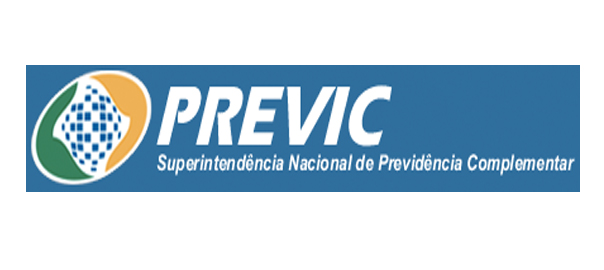 PREVIC
Superintendência Nacional de Previdência Complementar